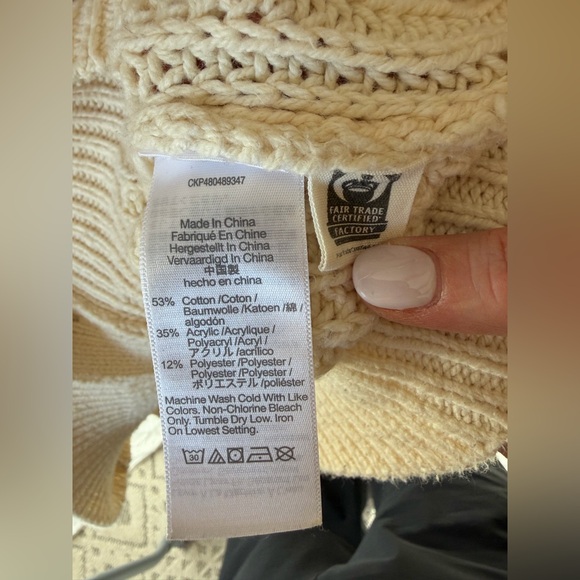 CKP480489347
Made In China
Fabriqué En Chine
Hergestellt In China
Vervaardigd In China
中国製
hecho en china
53% Cotton /Coton /
Baumwolle /Katoen /綿 /
algodón
35% Acrylic /Acrylique /
Polyacryl /Acryl /
アクリル /acrílico
12% Polyester /Polyester /
Polyester /Polyester /
ポリエステル /poliéster
Machine Wash Cold With Like
Colors. Non-Chlorine Bleach
Only. Tumble Dry Low. Iron
On Lowest Setting.
30
FAIR TRADE
CERTIFIED
FACTORY